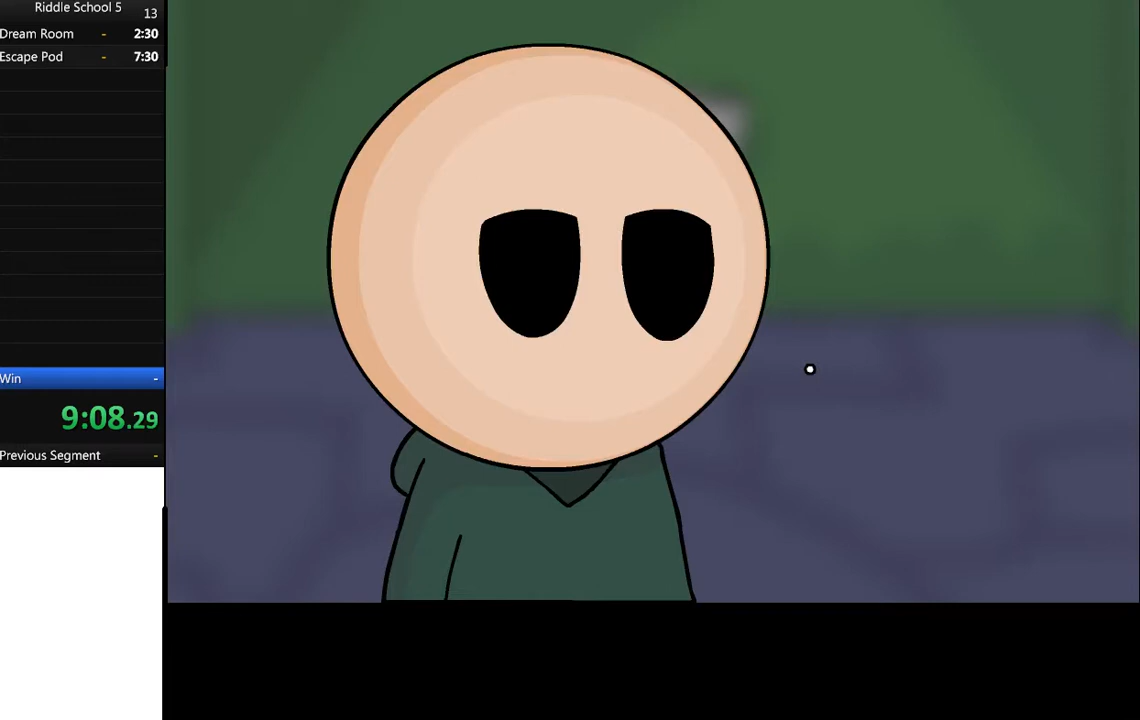 Riddle School 5
13
Dream Room - 2:30
Escape Pod - 7:30
Win -
9:08.29
Previous Segment -